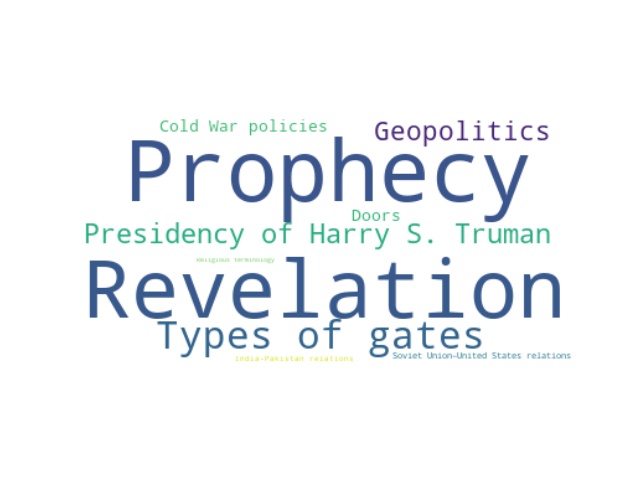 Cold War policies
Geopolitics
Prophecy
Doors
Presidency of Harry S. Truman
Religious terminology
Revelation
Types of gates
India–Pakistan relations
Soviet Union–United States relations